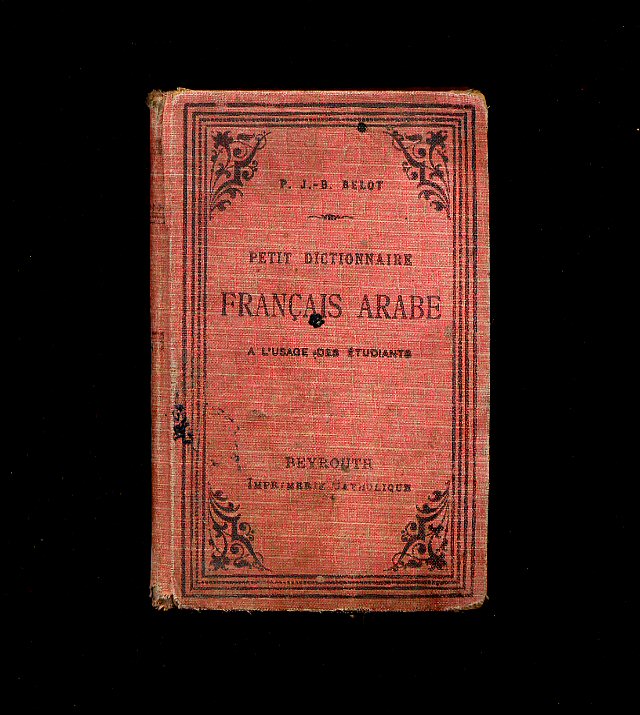 P. J.-B. BELOT
PETIT DICTIONNAIRE
FRANÇAIS ARABE
A L'USAGE DES ÉTUDIANTS
BEYROUTH
IMPRIMERIE CATHOLIQUE